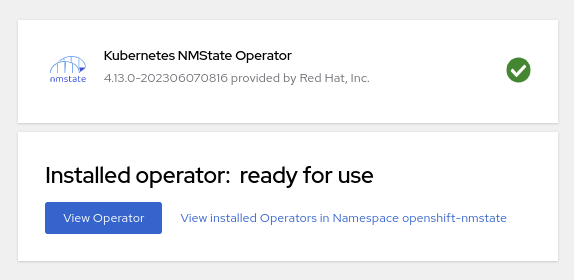 Kubernetes NMState Operator
nmstate
4.13.0-202306070816 provided by Red Hat, Inc.
Installed operator: ready for use
View Operator
View installed Operators in Namespace openshift-nmstate